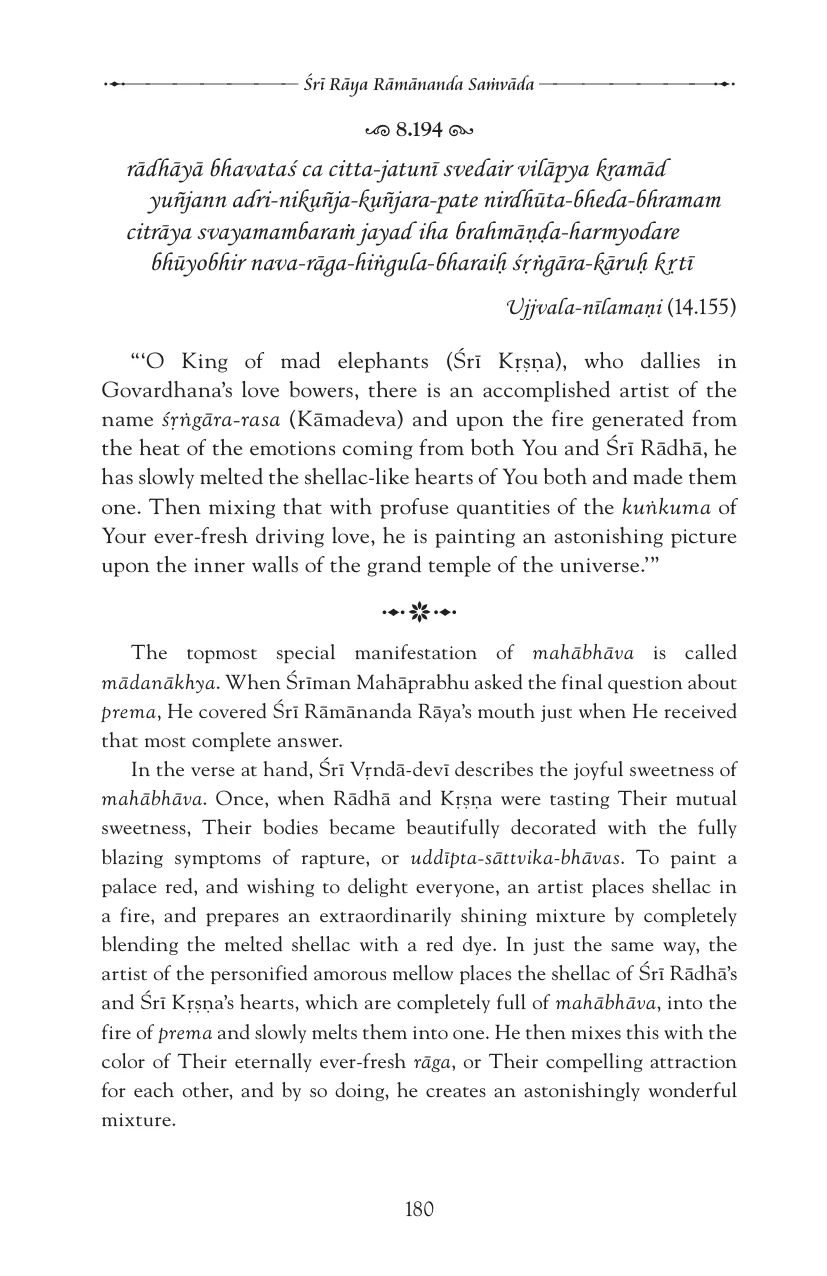 Śrī Rāya Rāmānanda Saṁvāda
8.194
rādhāyā bhavataś ca citta-jatunī svedair vilāpya kramād
yuñjann adri-nikuñja-kuñjara-pate nirdhūta-bheda-bhramam
citrāya svayamambaraṁ jayad iha brahmāṇḍa-harmyodare
bhūyobhir nava-rāga-hiṅgula-bharaiḥ śṛṅgāra-kāruḥ kṛtī
Ujjvala-nīlamaṇi (14.155)
“‘O King of mad elephants (Śrī Kṛṣṇa), who dallies in
Govardhana’s love bowers, there is an accomplished artist of the
name śṛṅgāra-rasa (Kāmadeva) and upon the fire generated from
the heat of the emotions coming from both You and Śrī Rādhā, he
has slowly melted the shellac-like hearts of You both and made them
one. Then mixing that with profuse quantities of the kuṅkuma of
Your ever-fresh driving love, he is painting an astonishing picture
upon the inner walls of the grand temple of the universe.’”
The topmost special manifestation of mahābhāva is called
mādanākhya. When Śrīman Mahāprabhu asked the final question about
prema, He covered Śrī Rāmānanda Rāya’s mouth just when He received
that most complete answer.
In the verse at hand, Śrī Vṛndā-devī describes the joyful sweetness of
mahābhāva. Once, when Rādhā and Kṛṣṇa were tasting Their mutual
sweetness, Their bodies became beautifully decorated with the fully
blazing symptoms of rapture, or uddīpta-sāttvika-bhāvas. To paint a
palace red, and wishing to delight everyone, an artist places shellac in
a fire, and prepares an extraordinarily shining mixture by completely
blending the melted shellac with a red dye. In just the same way, the
artist of the personified amorous mellow places the shellac of Śrī Rādhā’s
and Śrī Kṛṣṇa’s hearts, which are completely full of mahābhāva, into the
fire of prema and slowly melts them into one. He then mixes this with the
color of Their eternally ever-fresh rāga, or Their compelling attraction
for each other, and by so doing, he creates an astonishingly wonderful
mixture.
180